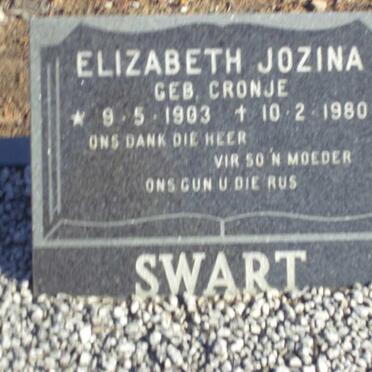 ELIZABETH JOZINA
GEB. CRONJE
★ 9-5-1903 ✝ 10-2-1980
ONS DANK DIE HEER
VIR SO'N MOEDER
ONS GUN U DIE RUS
SWART